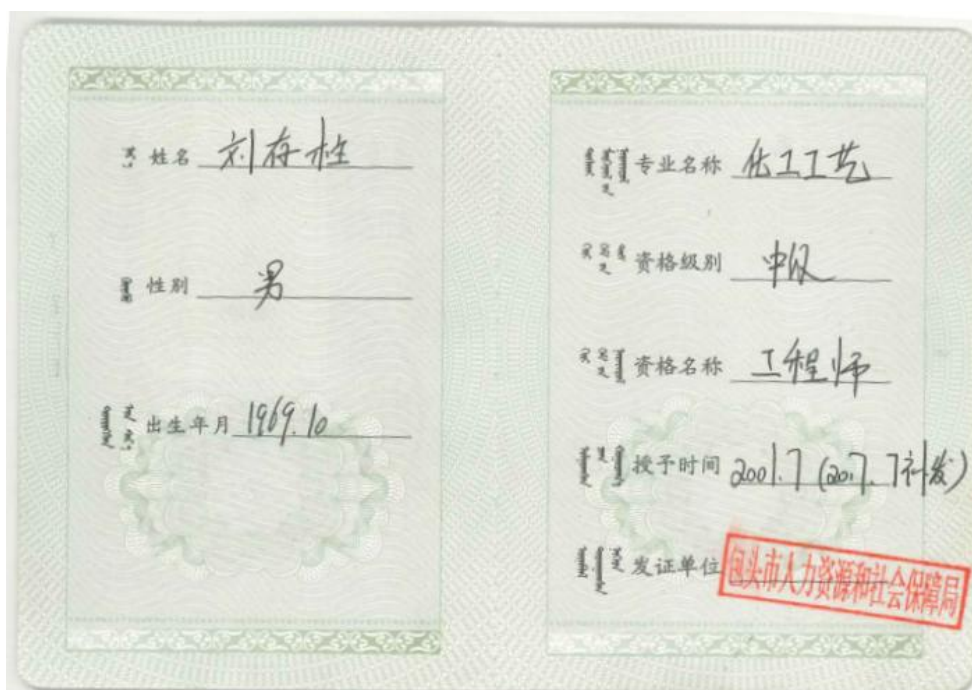 姓名 刘存柱
性别 男
出生年月 1969.10
专业名称 化工工艺
资格级别 中级
资格名称 工程师
授予时间 2001.7 (2017.7补发)
发证单位 包头市人力资源和社会保障局